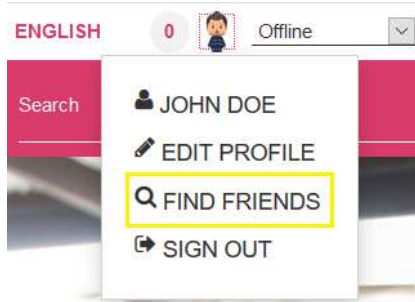 ENGLISH 0 Offline
Search
JOHN DOE
EDIT PROFILE
FIND FRIENDS
SIGN OUT